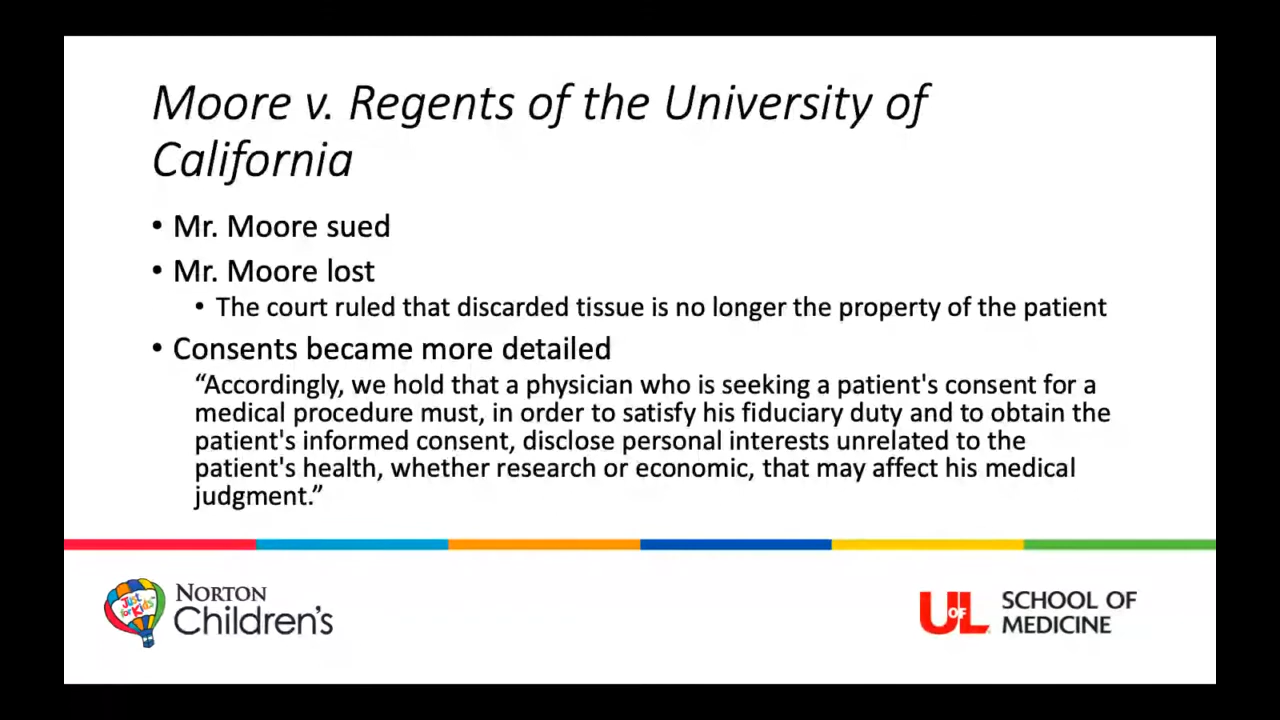 Moore v. Regents of the University of
California
• Mr. Moore sued
• Mr. Moore lost
• The court ruled that discarded tissue is no longer the property of the patient
• Consents became more detailed
“Accordingly, we hold that a physician who is seeking a patient's consent for a
medical procedure must, in order to satisfy his fiduciary duty and to obtain the
patient's informed consent, disclose personal interests unrelated to the
patient's health, whether research or economic, that may affect his medical
judgment.”
Just
for Kids
NORTON
Children's
UOFL
SCHOOL OF
MEDICINE